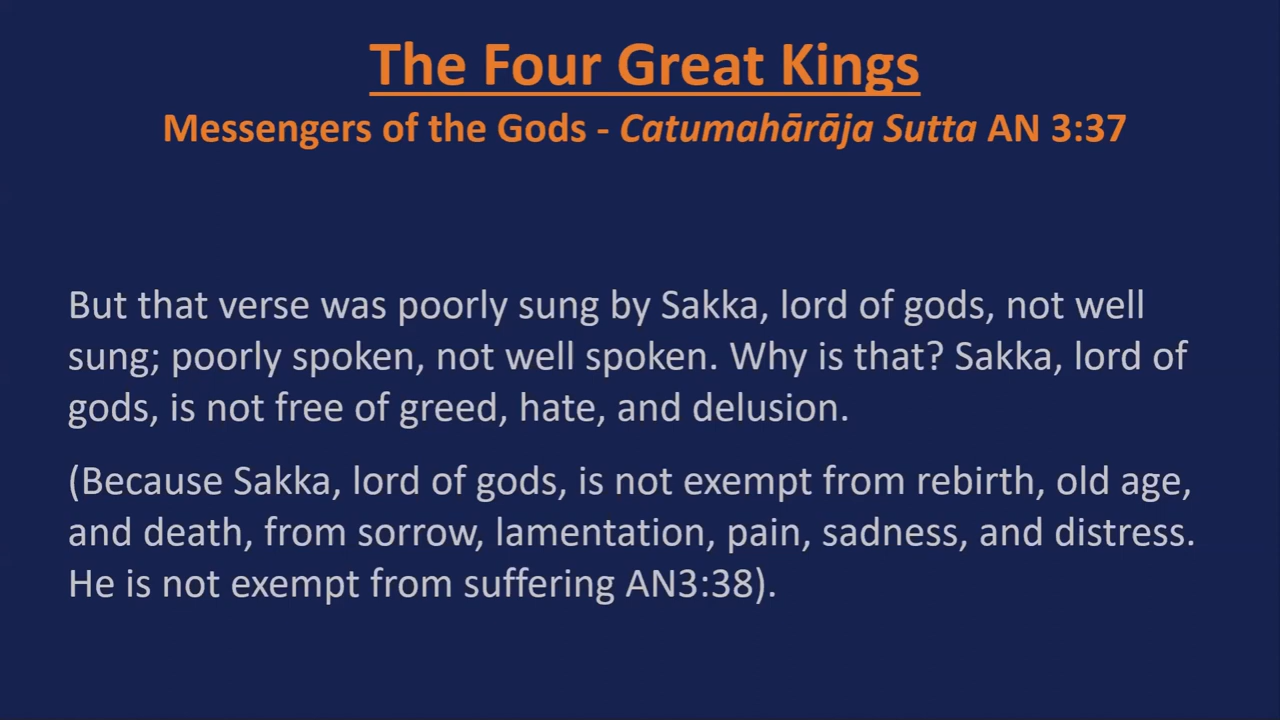 The Four Great Kings
Messengers of the Gods - Catumahārāja Sutta AN 3:37
But that verse was poorly sung by Sakka, lord of gods, not well
sung; poorly spoken, not well spoken. Why is that? Sakka, lord of
gods, is not free of greed, hate, and delusion.
(Because Sakka, lord of gods, is not exempt from rebirth, old age,
and death, from sorrow, lamentation, pain, sadness, and distress.
He is not exempt from suffering AN3:38).